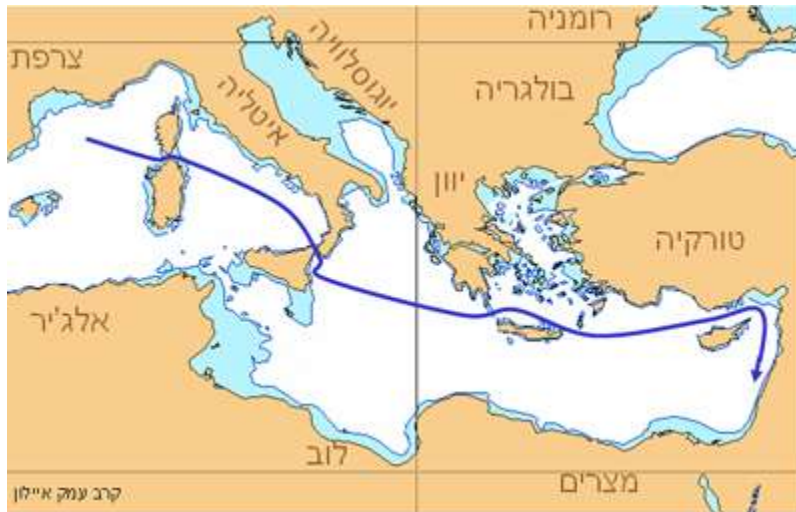 רומניה
צרפת
יוגוסלוויה
איטליה
בולגריה
יוון
טורקיה
אלג'יר
לוב
מצרים
קרב עמק איילון